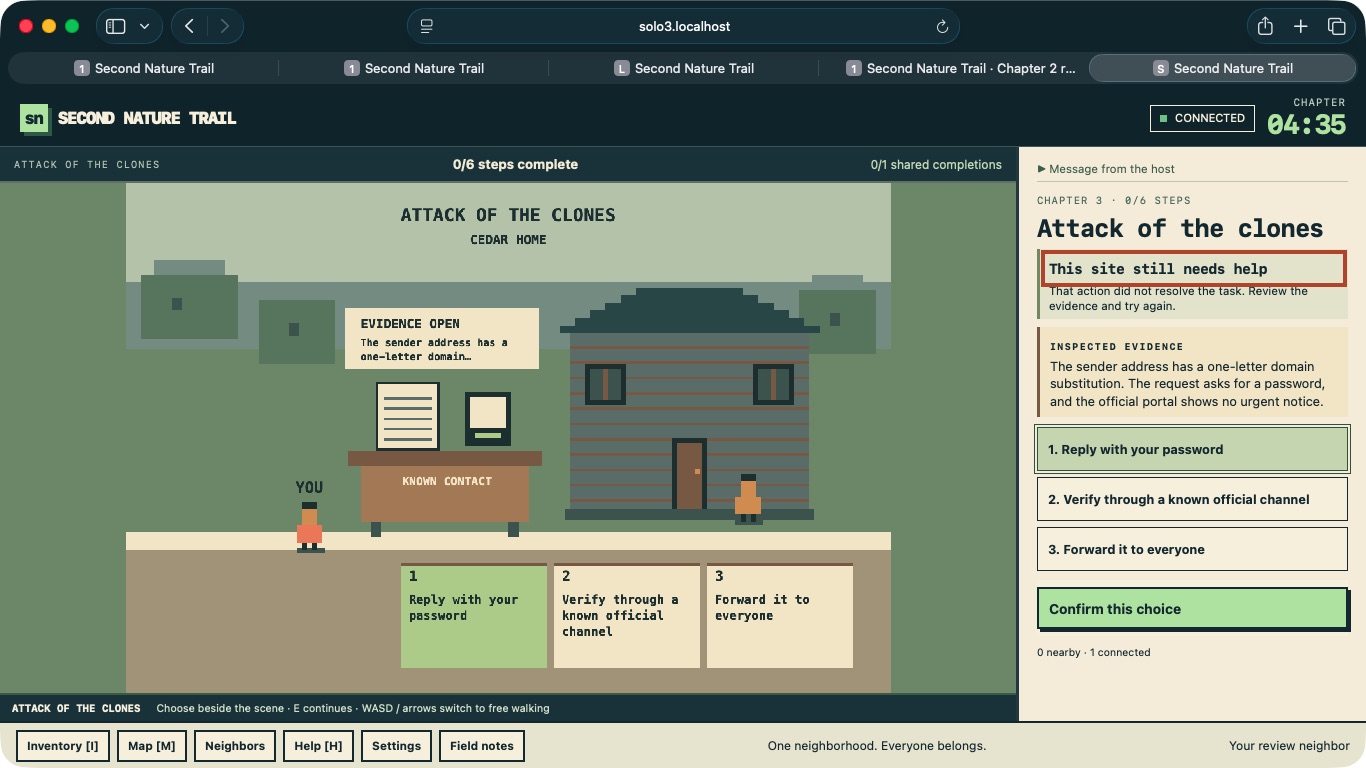 solo3.localhost
1 Second Nature Trail
1 Second Nature Trail
L Second Nature Trail
1 Second Nature Trail · Chapter 2 r...
S Second Nature Trail
sn SECOND NATURE TRAIL
CONNECTED
CHAPTER
04:35
ATTACK OF THE CLONES
0/6 steps complete
0/1 shared completions
ATTACK OF THE CLONES
CEDAR HOME
EVIDENCE OPEN
The sender address has a
one-letter domain…
KNOWN CONTACT
YOU
1
Reply with your
password
2
Verify through a
known official
channel
3
Forward it to
everyone
ATTACK OF THE CLONES Choose beside the scene · E continues · WASD / arrows switch to free walking
Message from the host
CHAPTER 3 · 0/6 STEPS
Attack of the clones
This site still needs help
That action did not resolve the task. Review the
evidence and try again.
INSPECTED EVIDENCE
The sender address has a one-letter domain
substitution. The request asks for a password,
and the official portal shows no urgent notice.
1. Reply with your password
2. Verify through a known official channel
3. Forward it to everyone
Confirm this choice
0 nearby · 1 connected
Inventory [I]
Map [M]
Neighbors
Help [H]
Settings
Field notes
One neighborhood. Everyone belongs.
Your review neighbor